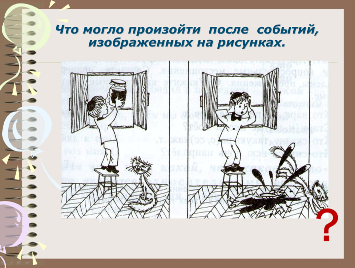 Что могло произойти после событий,
изображенных на рисунках.
?